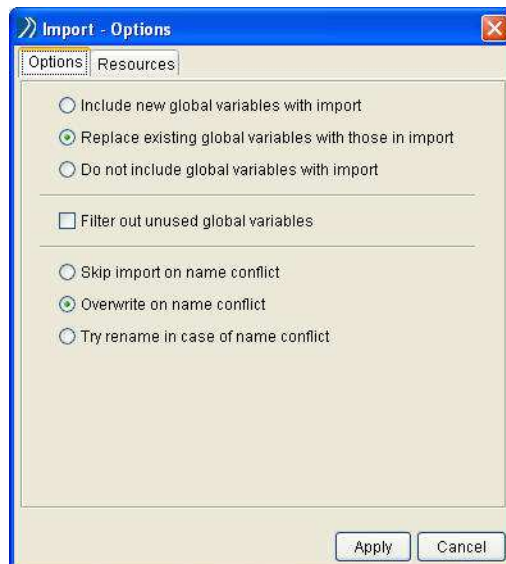 Import - Options
Options Resources
Include new global variables with import
Replace existing global variables with those in import
Do not include global variables with import
Filter out unused global variables
Skip import on name conflict
Overwrite on name conflict
Try rename in case of name conflict
Apply Cancel